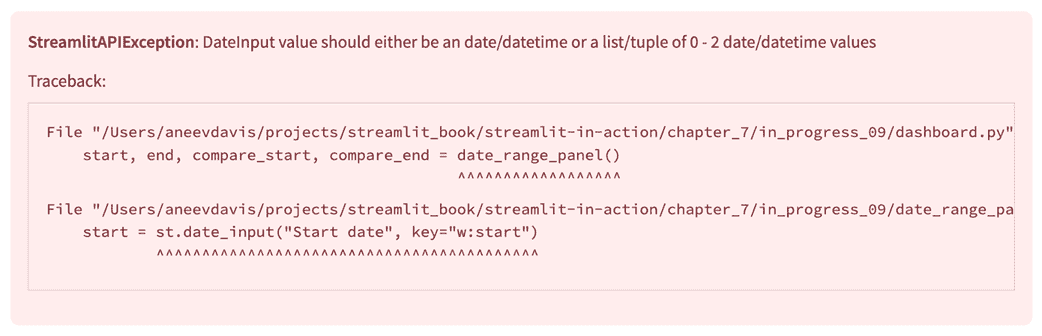 StreamlitAPIException: DateInput value should either be an date/datetime or a list/tuple of 0 - 2 date/datetime values
Traceback:
File "/Users/aneevdavis/projects/streamlit_book/streamlit-in-action/chapter_7/in_progress_09/dashboard.py"
start, end, compare_start, compare_end = date_range_panel()
^^^^^^^^^^^^^^^^^^
File "/Users/aneevdavis/projects/streamlit_book/streamlit-in-action/chapter_7/in_progress_09/date_range_pa
start = st.date_input("Start date", key="w:start")
^^^^^^^^^^^^^^^^^^^^^^^^^^^^^^^^^^^^^^^^^^